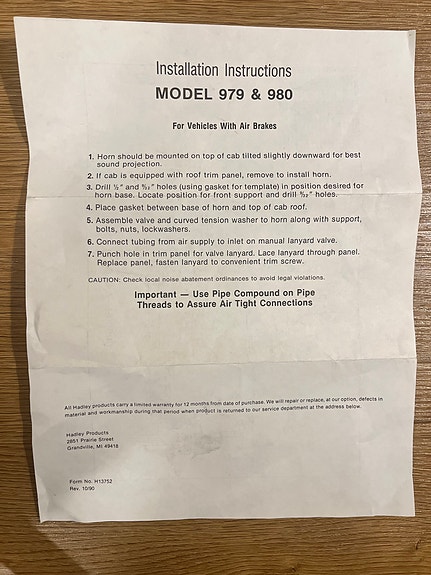 Installation Instructions
MODEL 979 & 980
For Vehicles With Air Brakes
1. Horn should be mounted on top of cab tilted slightly downward for best
sound projection.
2. If cab is equipped with roof trim panel, remove to install horn.
3. Drill ½" and 9/32" holes (using gasket for template) in position desired for
horn base. Locate position for front support and drill 9/32" holes.
4. Place gasket between base of horn and top of cab roof.
5. Assemble valve and curved tension washer to horn along with support,
bolts, nuts, lockwashers.
6. Connect tubing from air supply to inlet on manual lanyard valve.
7. Punch hole in trim panel for valve lanyard. Lace lanyard through panel.
Replace panel, fasten lanyard to convenient trim screw.
CAUTION: Check local noise abatement ordinances to avoid legal violations.
Important — Use Pipe Compound on Pipe
Threads to Assure Air Tight Connections
All Hadley products carry a limited warranty for 12 months from date of purchase. We will repair or replace, at our option, defects in
material and workmanship during that period when product is returned to our service department at the address below.
Hadley Products
2851 Prairie Street
Grandville, MI 49418
Form No. H13752
Rev. 10/90